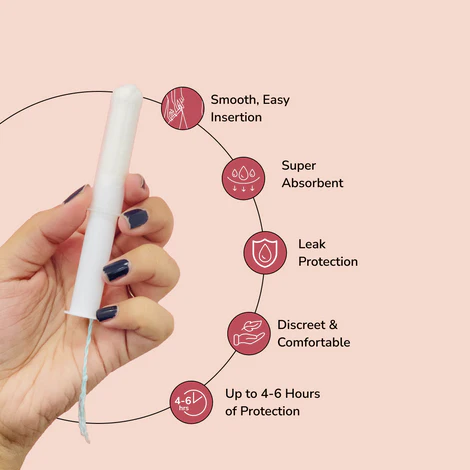 Smooth, Easy
Insertion
Super
Absorbent
Leak
Protection
Discreet &
Comfortable
4-6
hrs
Up to 4-6 Hours
of Protection